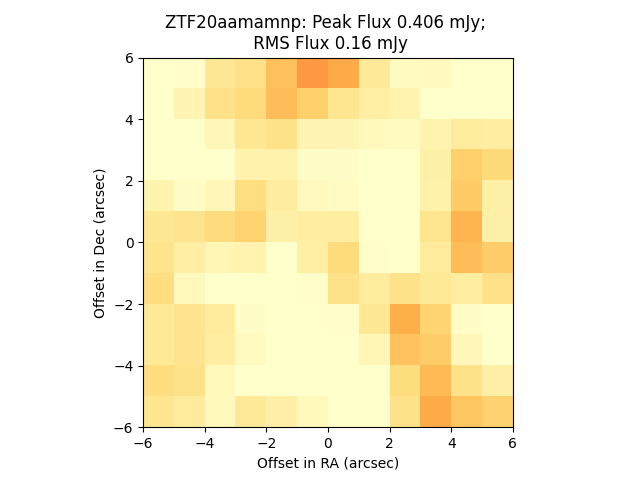 ZTF20aamamnp: Peak Flux 0.406 mJy;
RMS Flux 0.16 mJy
6
4
2
0
−2
−4
−6
Offset in Dec (arcsec)
−6 −4 −2 0 2 4 6
Offset in RA (arcsec)